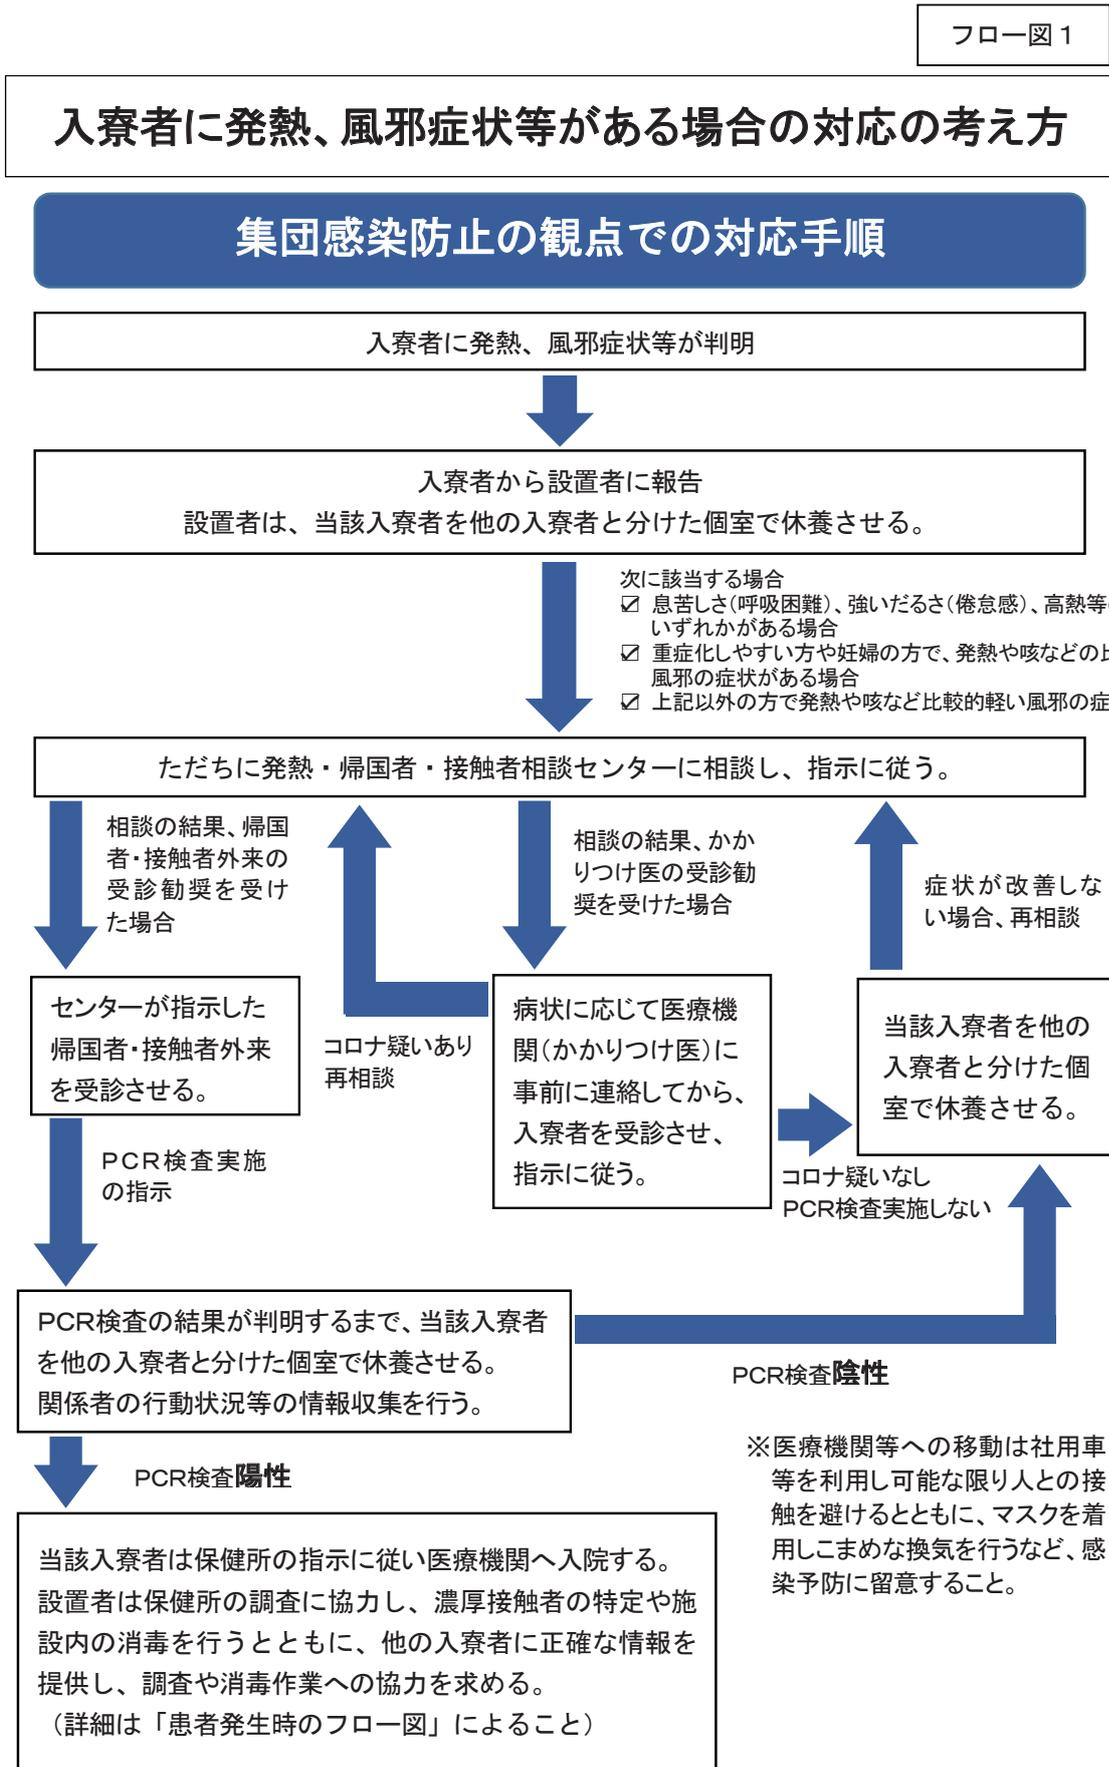 フロー図1
入寮者に発熱、風邪症状等がある場合の対応の考え方
集団感染防止の観点での対応手順
入寮者に発熱、風邪症状等が判明
入寮者から設置者に報告
設置者は、当該入寮者を他の入寮者と分けた個室で休養させる。
次に該当する場合
☑ 息苦しさ(呼吸困難)、強いだるさ(倦怠感)、高熱等
いずれかがある場合
☑ 重症化しやすい方や妊婦の方で、発熱や咳などの
風邪の症状がある場合
☑ 上記以外の方で発熱や咳など比較的軽い風邪の症
ただちに発熱・帰国者・接触者相談センターに相談し、指示に従う。
相談の結果、帰国
者・接触者外来の
受診勧奨を受け
た場合
相談の結果、かか
りつけ医の受診勧
奨を受けた場合
症状が改善しな
い場合、再相談
センターが指示した
帰国者・接触者外来
を受診させる。
コロナ疑いあり
再相談
病状に応じて医療機
関(かかりつけ医)に
事前に連絡してから、
入寮者を受診させ、
指示に従う。
当該入寮者を他の
入寮者と分けた個
室で休養させる。
PCR検査実施
の指示
コロナ疑いなし
PCR検査実施しない
PCR検査の結果が判明するまで、当該入寮者
を他の入寮者と分けた個室で休養させる。
関係者の行動状況等の情報収集を行う。
PCR検査陰性
PCR検査陽性
※医療機関等への移動は社用車
等を利用し可能な限り人との接
触を避けるとともに、マスクを着
用しこまめな換気を行うなど、感
染予防に留意すること。
当該入寮者は保健所の指示に従い医療機関へ入院する。
設置者は保健所の調査に協力し、濃厚接触者の特定や施
設内の消毒を行うとともに、他の入寮者に正確な情報を
提供し、調査や消毒作業への協力を求める。
(詳細は「患者発生時のフロー図」によること)